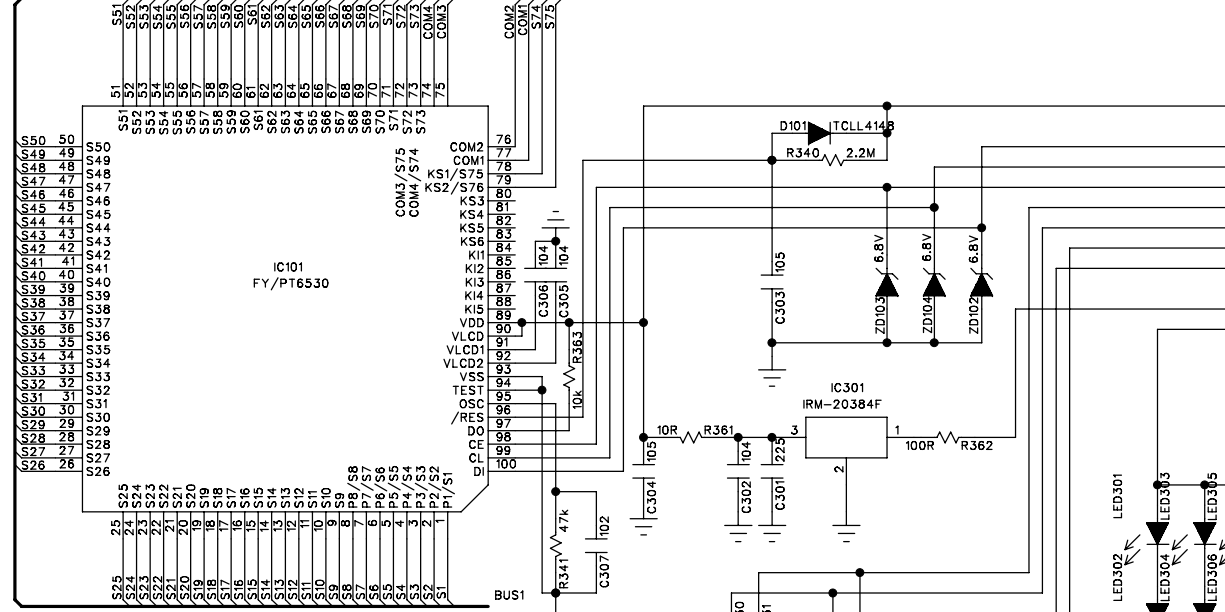 S51 S52 S53 S54 S55 S56 S57 S58 S59 S60 S61 S62 S63 S64 S65 S66 S67 S68 S69 S70 S71 S72 S73 COM4 COM3 COM2 COM1 S74 S75
51 52 53 54 55 56 57 58 59 60 61 62 63 64 65 66 67 68 69 70 71 72 73 74 75
S51 S52 S53 S54 S55 S56 S57 S58 S59 S60 S61 S62 S63 S64 S65 S66 S67 S68 S69 S70 S71 S72 S73
COM3/S75
COM4/S74
S50 50 S50
S49 49 S49
S48 48 S48
S47 47 S47
S46 46 S46
S45 45 S45
S44 44 S44
S43 43 S43
S42 42 S42
S41 41 S41
S40 40 S40
S39 39 S39
S38 38 S38
S37 37 S37
S36 36 S36
S35 35 S35
S34 34 S34
S33 33 S33
S32 32 S32
S31 31 S31
S30 30 S30
S29 29 S29
S28 28 S28
S27 27 S27
S26 26 S26
IC101
FY/PT6530
COM2 76
COM1 77
KS1/S75 78
KS2/S76 79
KS3 80
KS4 81
KS5 82
KS6 83
KI1 84
KI2 85
KI3 86
KI4 87
KI5 88
VDD 89
VLCD 90
VLCD1 91
VLCD2 92
VSS 93
TEST 94
OSC 95
/RES 96
DO 97
CE 98
CL 99
DI 100
S25 S24 S23 S22 S21 S20 S19 S18 S17 S16 S15 S14 S13 S12 S11 S10 S9 P8/S8 P7/S7 P6/S6 P5/S5 P4/S4 P3/S3 P2/S2 P1/S1
25 24 23 22 21 20 19 18 17 16 15 14 13 12 11 10 9 8 7 6 5 4 3 2 1
S25 S24 S23 S22 S21 S20 S19 S18 S17 S16 S15 S14 S13 S12 S11 S10 S9 S8 S7 S6 S5 S4 S3 S2 S1
BUS1
104
C306
104
C305
R363
10k
47k
R341
102
C307
D101 TCLL4148
R340 2.2M
105
C303
6.8V
ZD103
6.8V
ZD104
6.8V
ZD102
IC301
IRM-20384F
10R R361
3 1
2
100R R362
105
C304
104
C302
225
C301
LED301
LED302
LED303
LED304
LED305
LED306